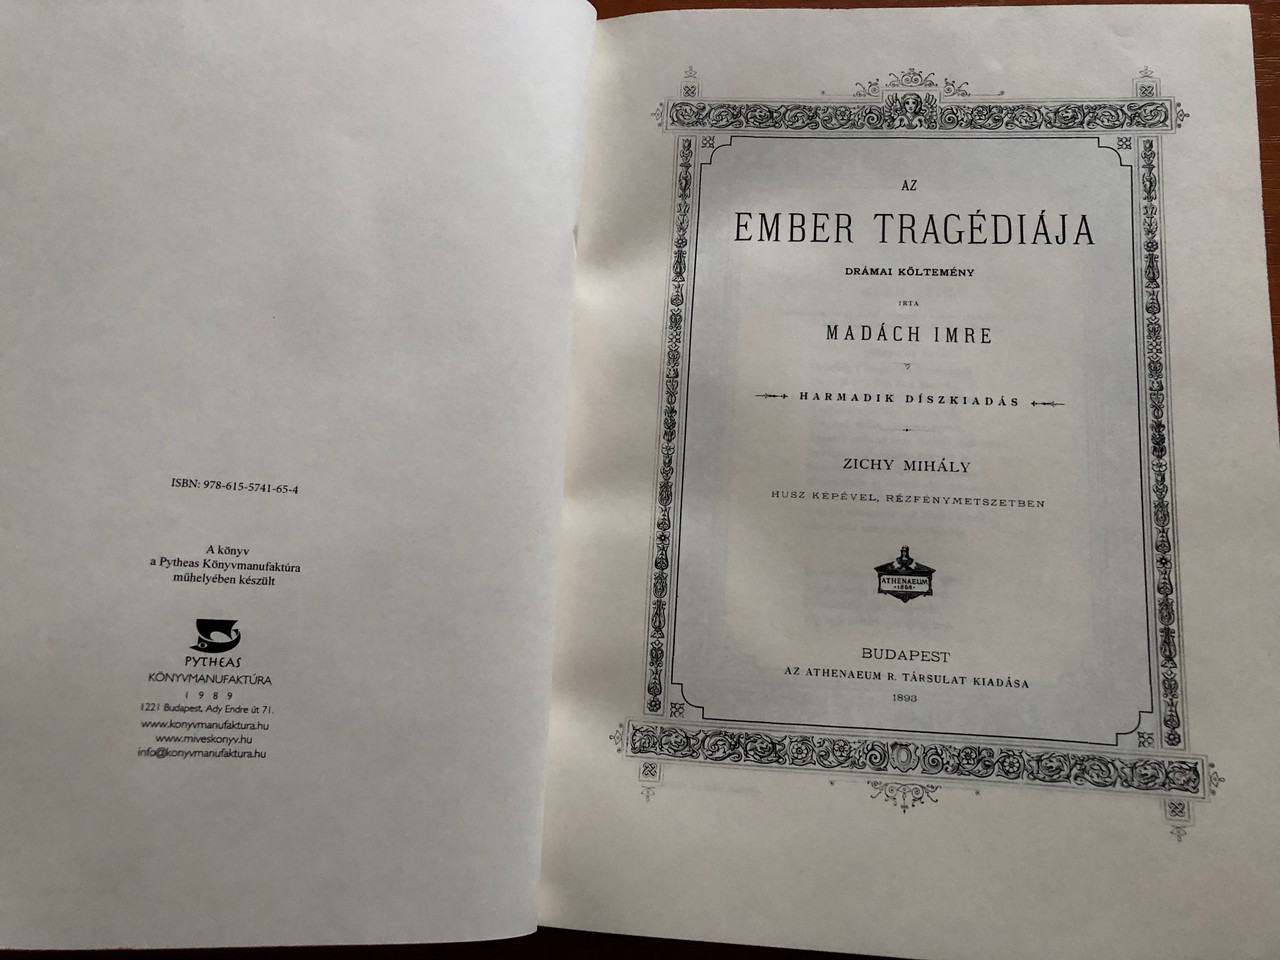 ISBN: 978-615-5741-65-4
A könyv
a Pytheas Könyvmanufaktúra
műhelyében készült
PYTHEAS
KÖNYVMANUFAKTÚRA
1989
1221 Budapest, Ady Endre út 71.
www.konyvmanufaktura.hu
www.miveskonyv.hu
info@konyvmanufaktura.hu
AZ
EMBER TRAGÉDIÁJA
DRÁMAI KÖLTEMÉNY
IRTA
MADÁCH IMRE
HARMADIK DÍSZKIADÁS
ZICHY MIHÁLY
HUSZ KÉPÉVEL, RÉZFÉNYMETSZETBEN
ATHENAEUM
·1868·
BUDAPEST
AZ ATHENAEUM R. TÁRSULAT KIADÁSA
1893